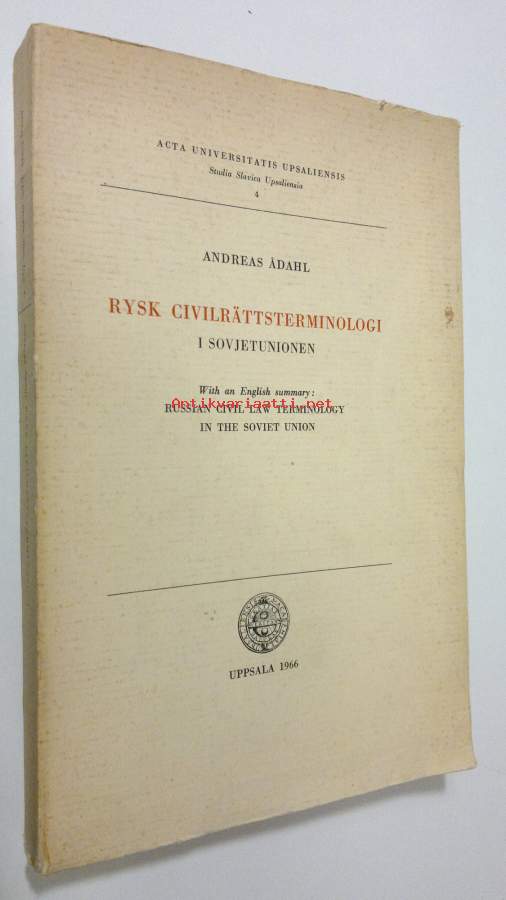 ACTA UNIVERSITATIS UPSALIENSIS
Studia Slavica Upsaliensia
4
ANDREAS ÅDAHL
RYSK CIVILRÄTTSTERMINOLOGI
I SOVJETUNIONEN
With an English summary:
Antikvariaatti.net
RUSSIAN CIVIL LAW TERMINOLOGY
IN THE SOVIET UNION
UPPSALA 1966